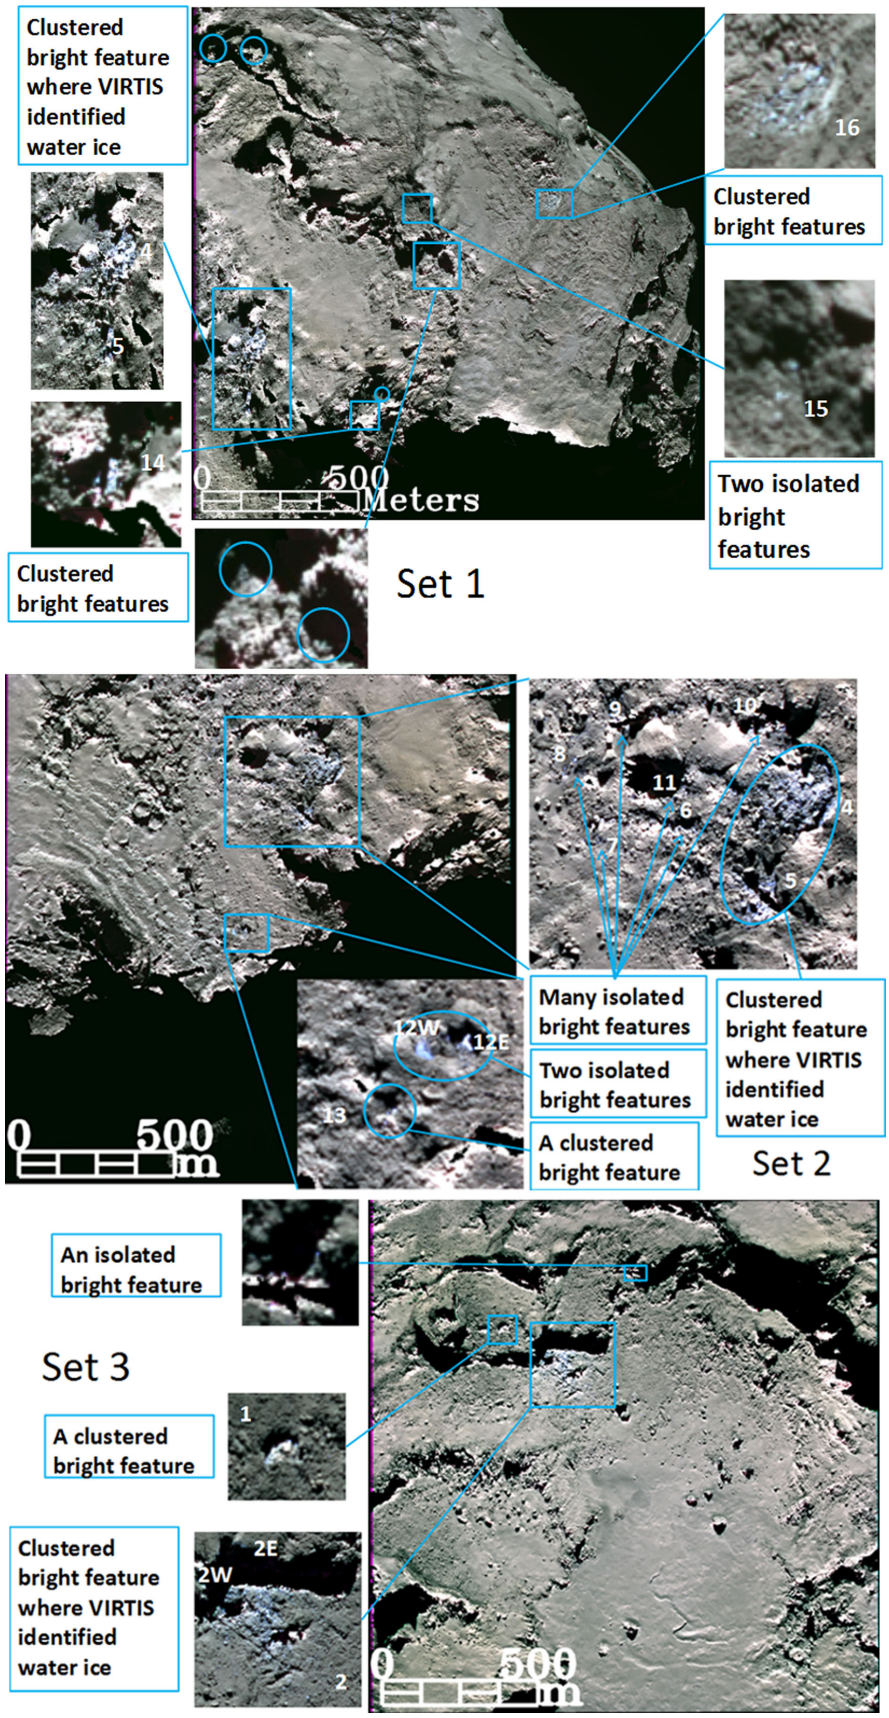 Clustered
bright feature
where VIRTIS
identified
water ice
16
Clustered
bright features
4
5
15
Two isolated
bright
features
14
Clustered
bright features
0 500
Meters
Set 1
9
10
8
11
6
4
7
5
Many isolated
bright features
Clustered
bright feature
where VIRTIS
identified
water ice
12W
12E
Two isolated
bright features
13
A clustered
bright feature
0 500
m
Set 2
An isolated
bright feature
Set 3
1
A clustered
bright feature
Clustered
bright feature
where VIRTIS
identified
water ice
2E
2W
2
0 500
m